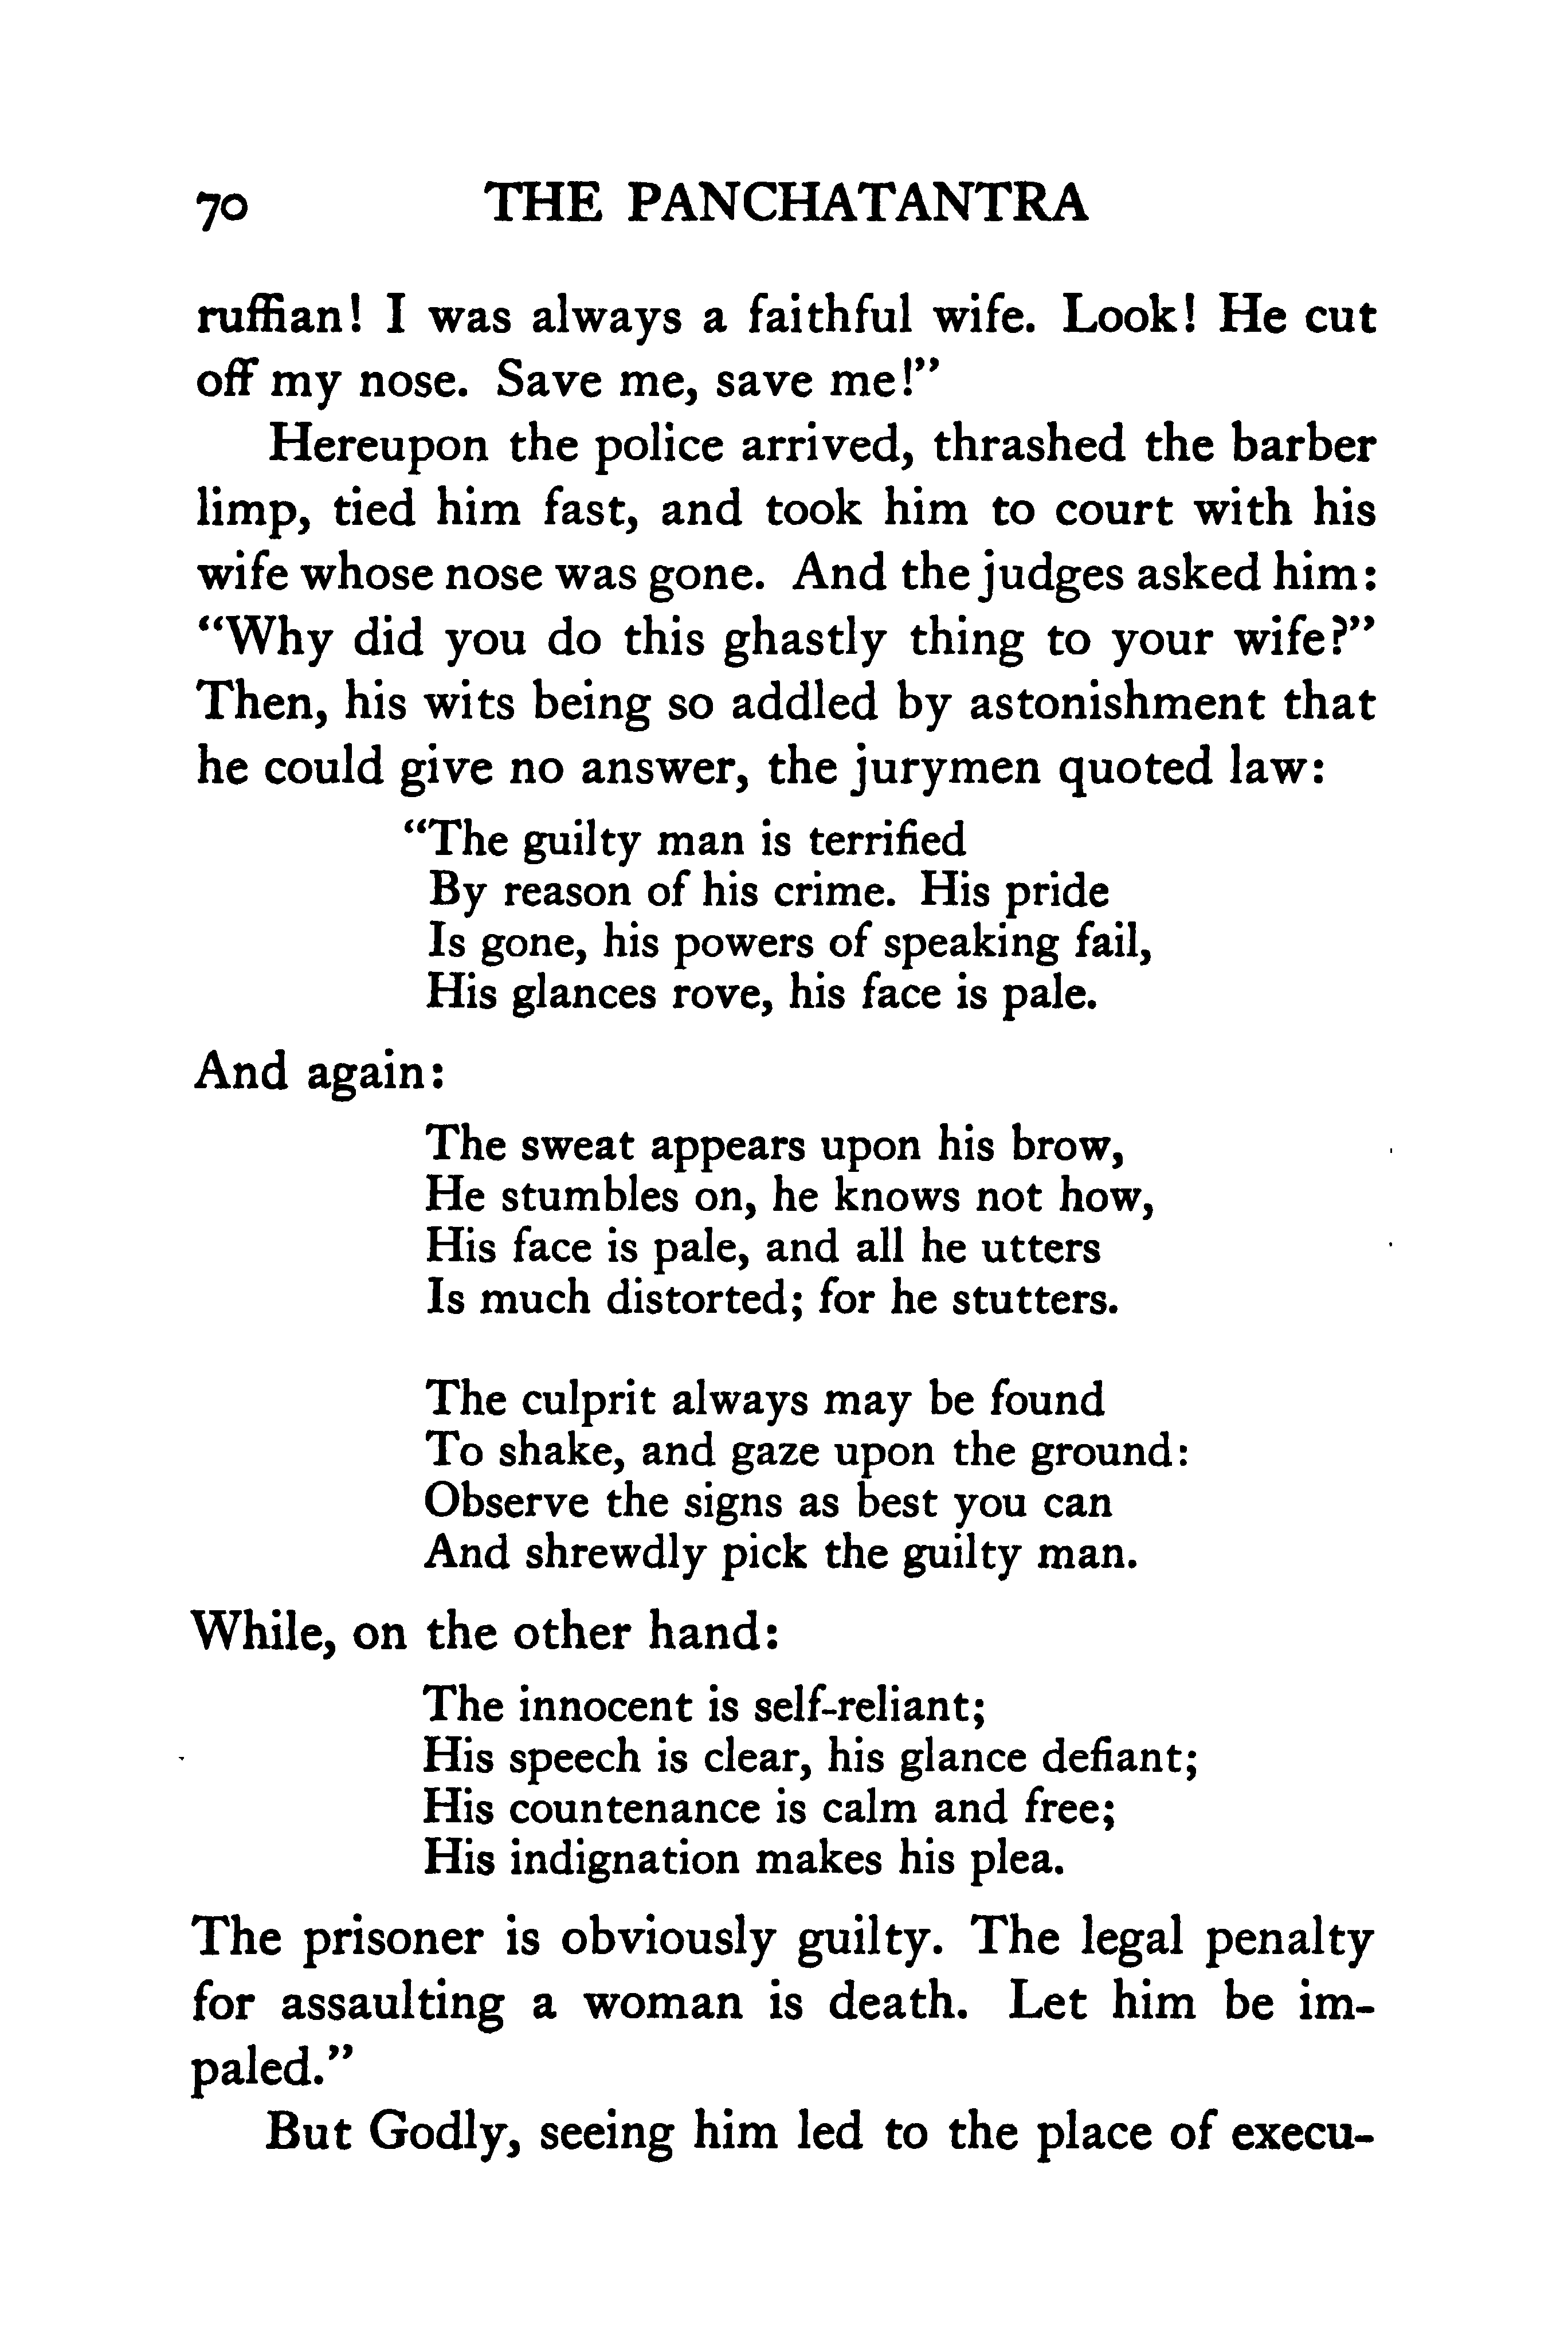 70 THE PANCHATANTRA
ruffian! I was always a faithful wife. Look! He cut
off my nose. Save me, save me!”
Hereupon the police arrived, thrashed the barber
limp, tied him fast, and took him to court with his
wife whose nose was gone. And the judges asked him:
“Why did you do this ghastly thing to your wife?”
Then, his wits being so addled by astonishment that
he could give no answer, the jurymen quoted law:
“The guilty man is terrified
By reason of his crime. His pride
Is gone, his powers of speaking fail,
His glances rove, his face is pale.
And again:
The sweat appears upon his brow,
He stumbles on, he knows not how,
His face is pale, and all he utters
Is much distorted; for he stutters.
The culprit always may be found
To shake, and gaze upon the ground:
Observe the signs as best you can
And shrewdly pick the guilty man.
While, on the other hand:
The innocent is self-reliant;
His speech is clear, his glance defiant;
His countenance is calm and free;
His indignation makes his plea.
The prisoner is obviously guilty. The legal penalty
for assaulting a woman is death. Let him be im-
paled.”
But Godly, seeing him led to the place of execu-